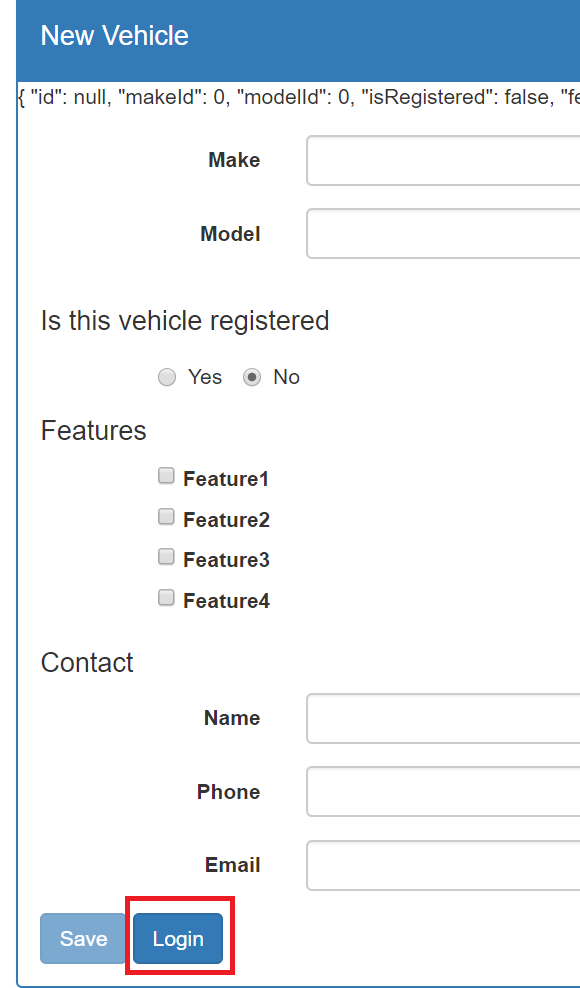 New Vehicle
{ "id": null, "makeId": 0, "modelId": 0, "isRegistered": false, "fe
Make
Model
Is this vehicle registered
Yes No
Features
Feature1
Feature2
Feature3
Feature4
Contact
Name
Phone
Email
Save Login